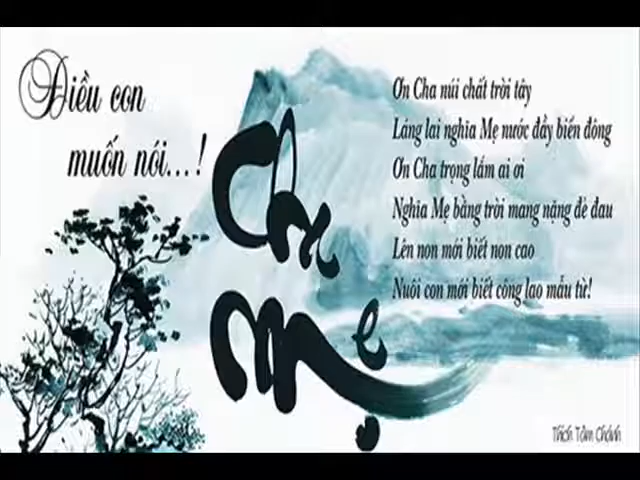 Điều con
muốn nói...!
Cha
Mẹ
Ơn Cha núi chất trời tây
Láng lai nghĩa Mẹ nước đầy biển đông
Ơn Cha trọng lắm ai ơi
Nghĩa Mẹ bằng trời mang nặng đẻ đau
Lên non mới biết non cao
Nuôi con mới biết công lao mẫu từ!
Thích Tâm Chánh